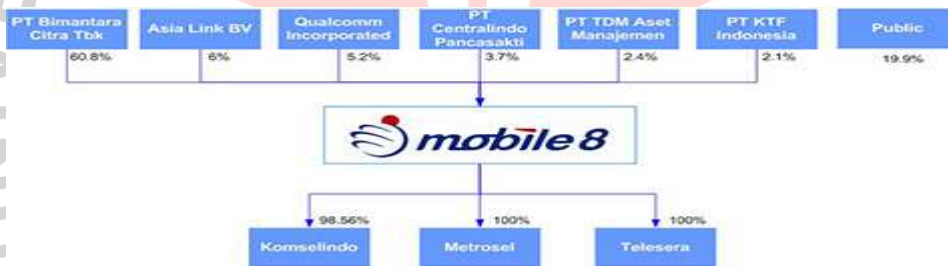 PT Bimantara
Citra Tbk
Asia Link BV
Qualcomm
Incorporated
PT
Centralindo
Pancasakti
PT TDM Aset
Manajemen
PT KTF
Indonesia
Public
60.8%
6%
5.2%
3.7%
2.4%
2.1%
19.9%
mobile 8
98.56%
100%
100%
Komselindo
Metrosel
Telesera